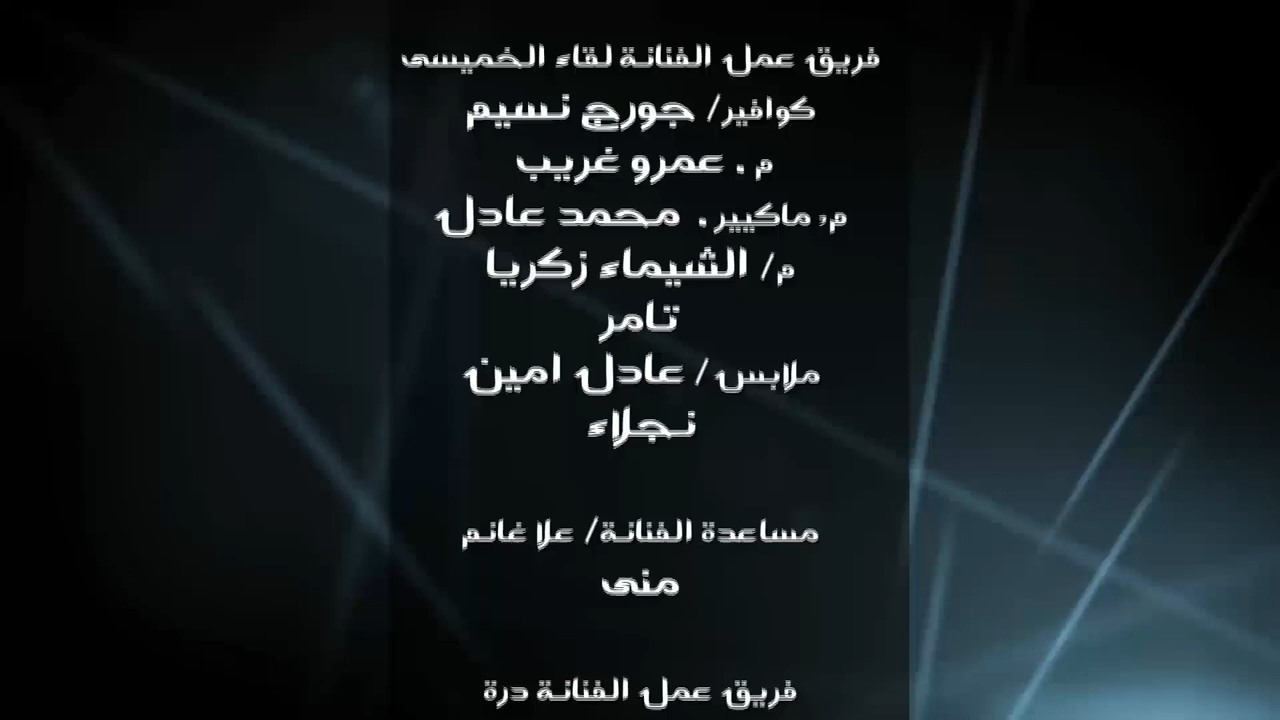 فريق عمل الفنانة لقاء الخميسى
كوافير/ جورج نسيم
م . عمرو غريب
م. ماكيير . محمد عادل
م/ الشيماء زكريا
تامر
ملابس / عادل امين
نجلاء
مساعدة الفنانة/ علا غانم
منى
فريق عمل الفنانة درة